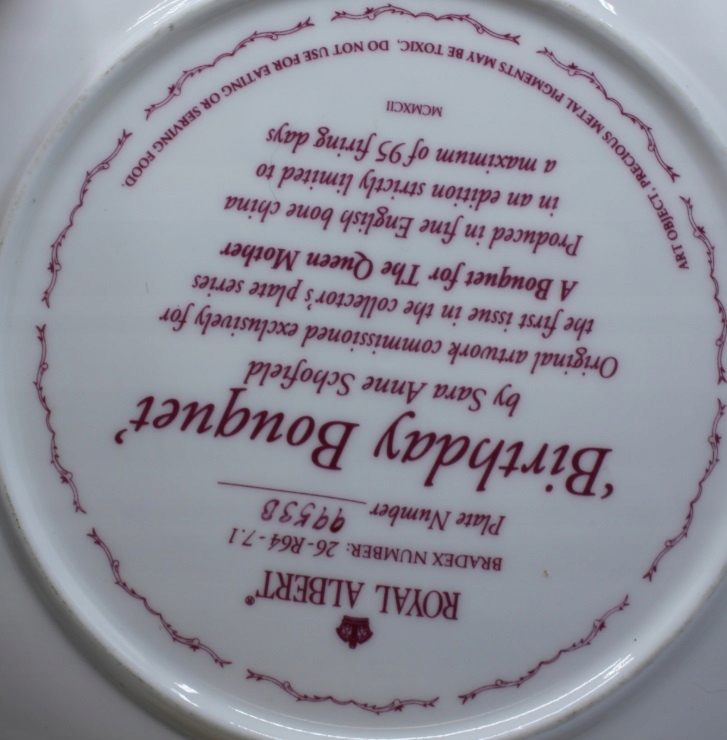 ROYAL ALBERT®
BRADEX NUMBER: 26-R64-7.1
Plate Number 9953B
'Birthday Bouquet'
by Sara Anne Schofield
Original artwork commissioned exclusively for
the first issue in the collector's plate series
A Bouquet for The Queen Mother
Produced in fine English bone china
in an edition strictly limited to
a maximum of 95 firing days
MCMXCII
ART OBJECT, PRECIOUS METAL PIGMENTS MAY BE TOXIC, DO NOT USE FOR EATING OR SERVING FOOD.